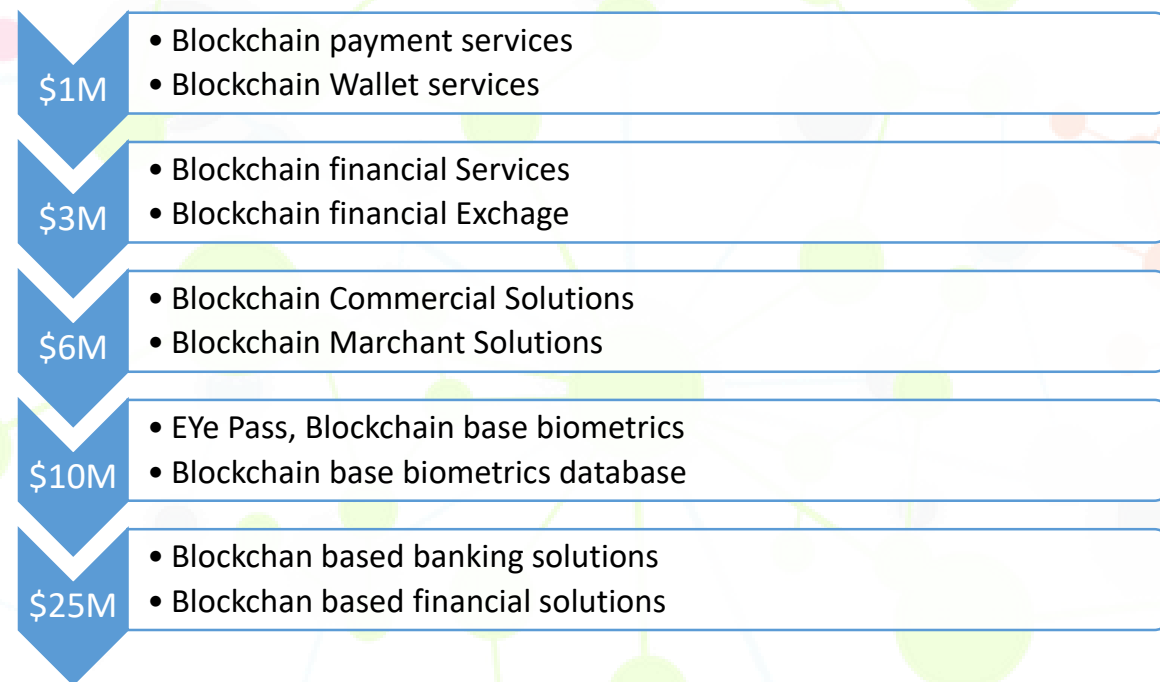 $1M
• Blockchain payment services
• Blockchain Wallet services
$3M
• Blockchain financial Services
• Blockchain financial Exchage
$6M
• Blockchain Commercial Solutions
• Blockchain Marchant Solutions
$10M
• EYe Pass, Blockchain base biometrics
• Blockchain base biometrics database
$25M
• Blockchan based banking solutions
• Blockchan based financial solutions